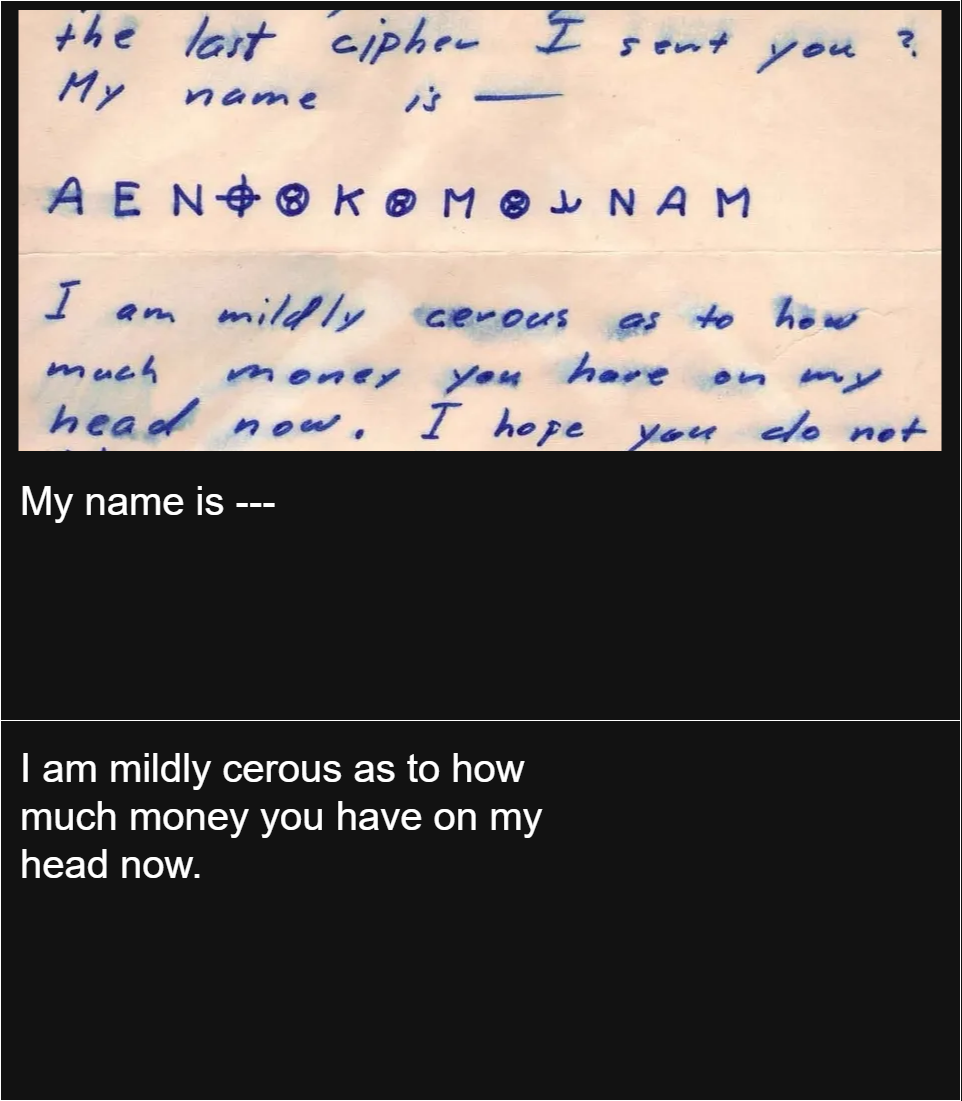 the last cipher I sent you ?
My name is —
A E N ⌖ ⊗ K ⊗ M ⊗ N A M
I am mildly cerous as to how
much money you have on my
head now. I hope you do not
My name is ---
I am mildly cerous as to how
much money you have on my
head now.